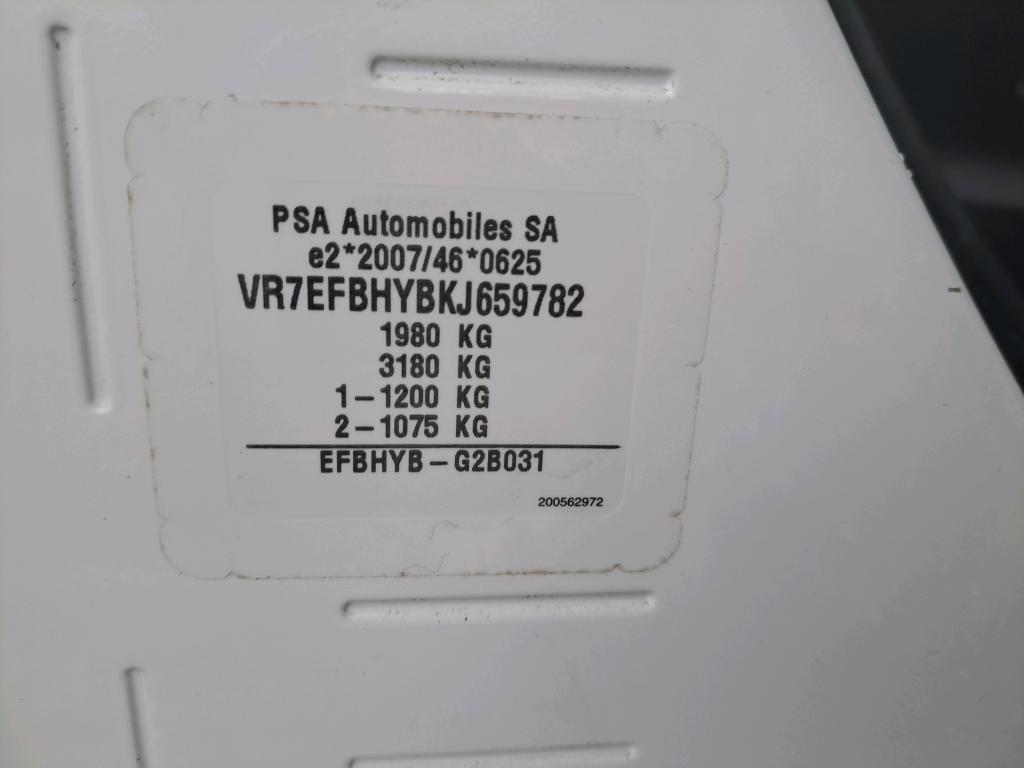 PSA Automobiles SA
e2*2007/46*0625
VR7EFBHYBKJ659782
1980 KG
3180 KG
1-1200 KG
2-1075 KG
EFBHYB-G2B031
200562972